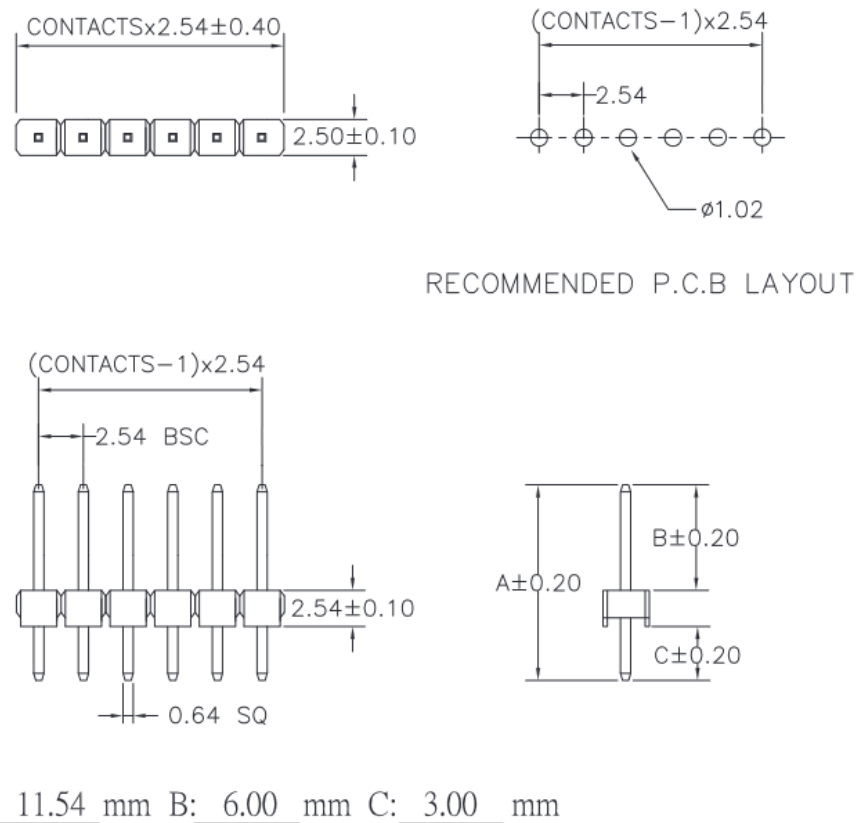 CONTACTSx2.54±0.40
(CONTACTS-1)x2.54
2.54
2.50±0.10
ø1.02
RECOMMENDED P.C.B LAYOUT
(CONTACTS-1)x2.54
2.54 BSC
B±0.20
A±0.20
2.54±0.10
C±0.20
0.64 SQ
11.54 mm B: 6.00 mm C: 3.00 mm